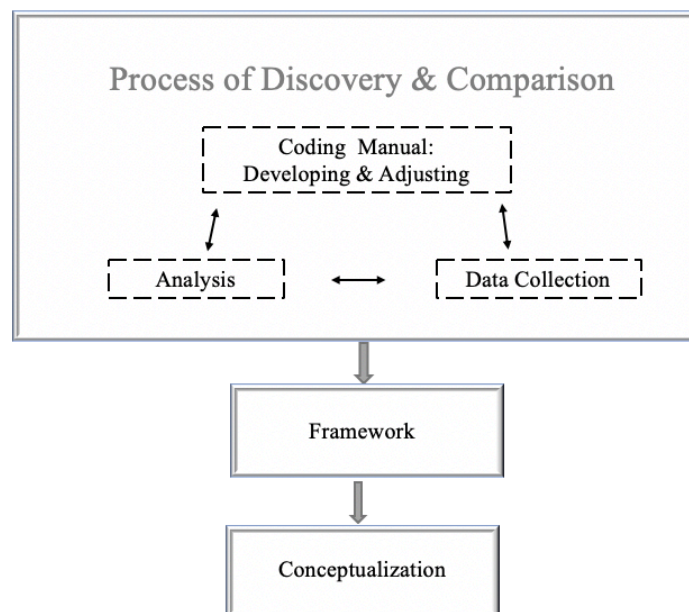 Process of Discovery & Comparison
Coding Manual:
Developing & Adjusting
Analysis
Data Collection
Framework
Conceptualization